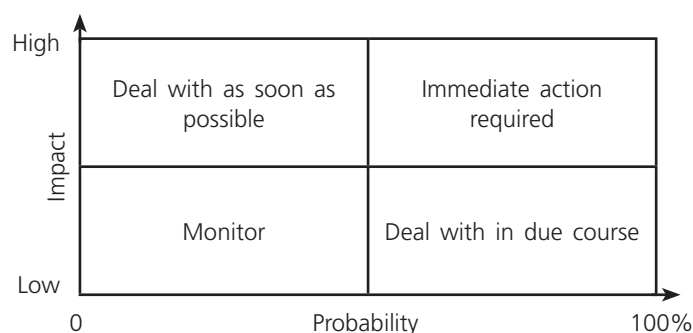 High
Deal with as soon as
possible
Immediate action
required
Impact
Monitor
Deal with in due course
Low
0
Probability
100%